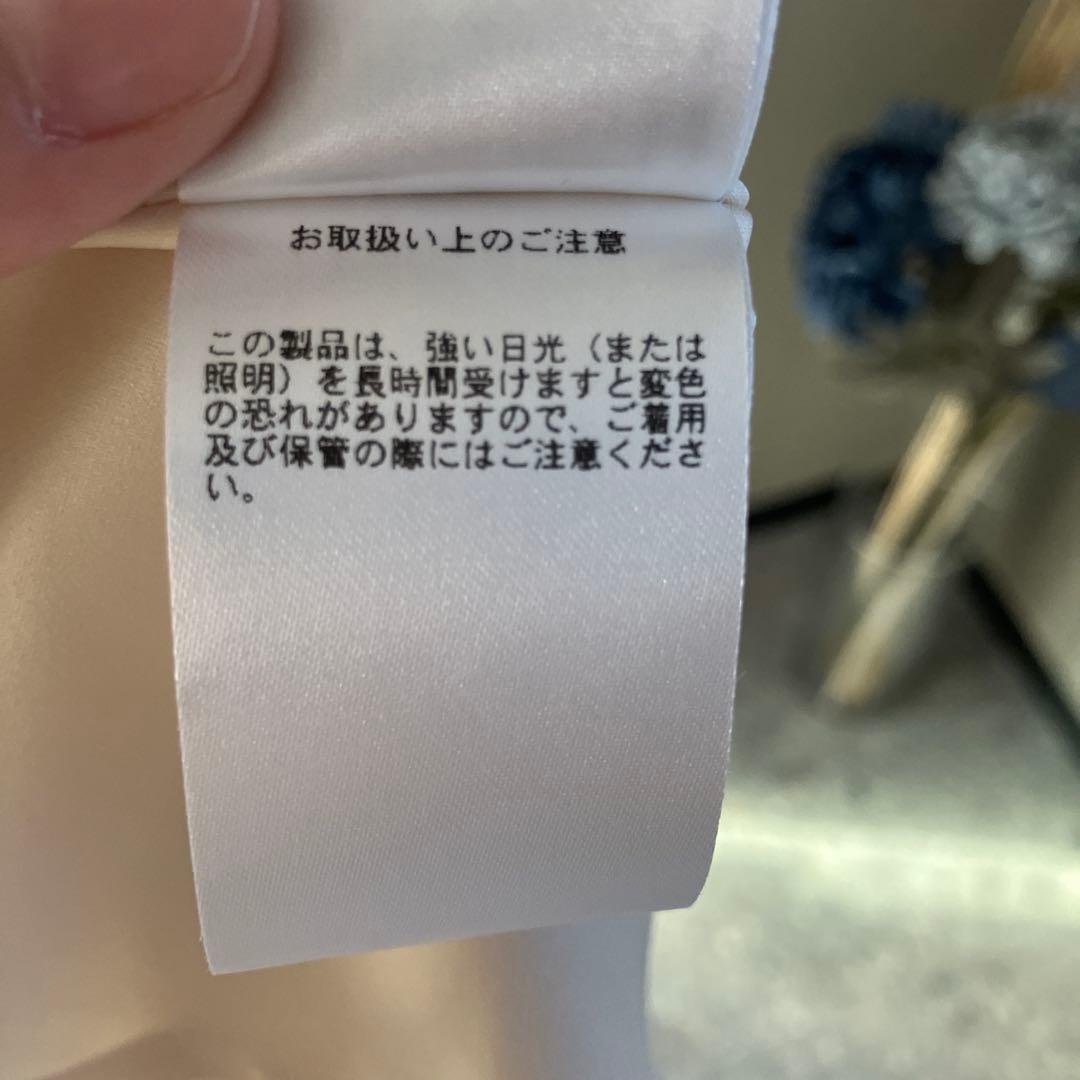 お取扱い上のご注意
この製品は、強い日光（または
照明）を長時間受けますと変色
の恐れがありますので、ご着用
及び保管の際にはご注意くださ
い。